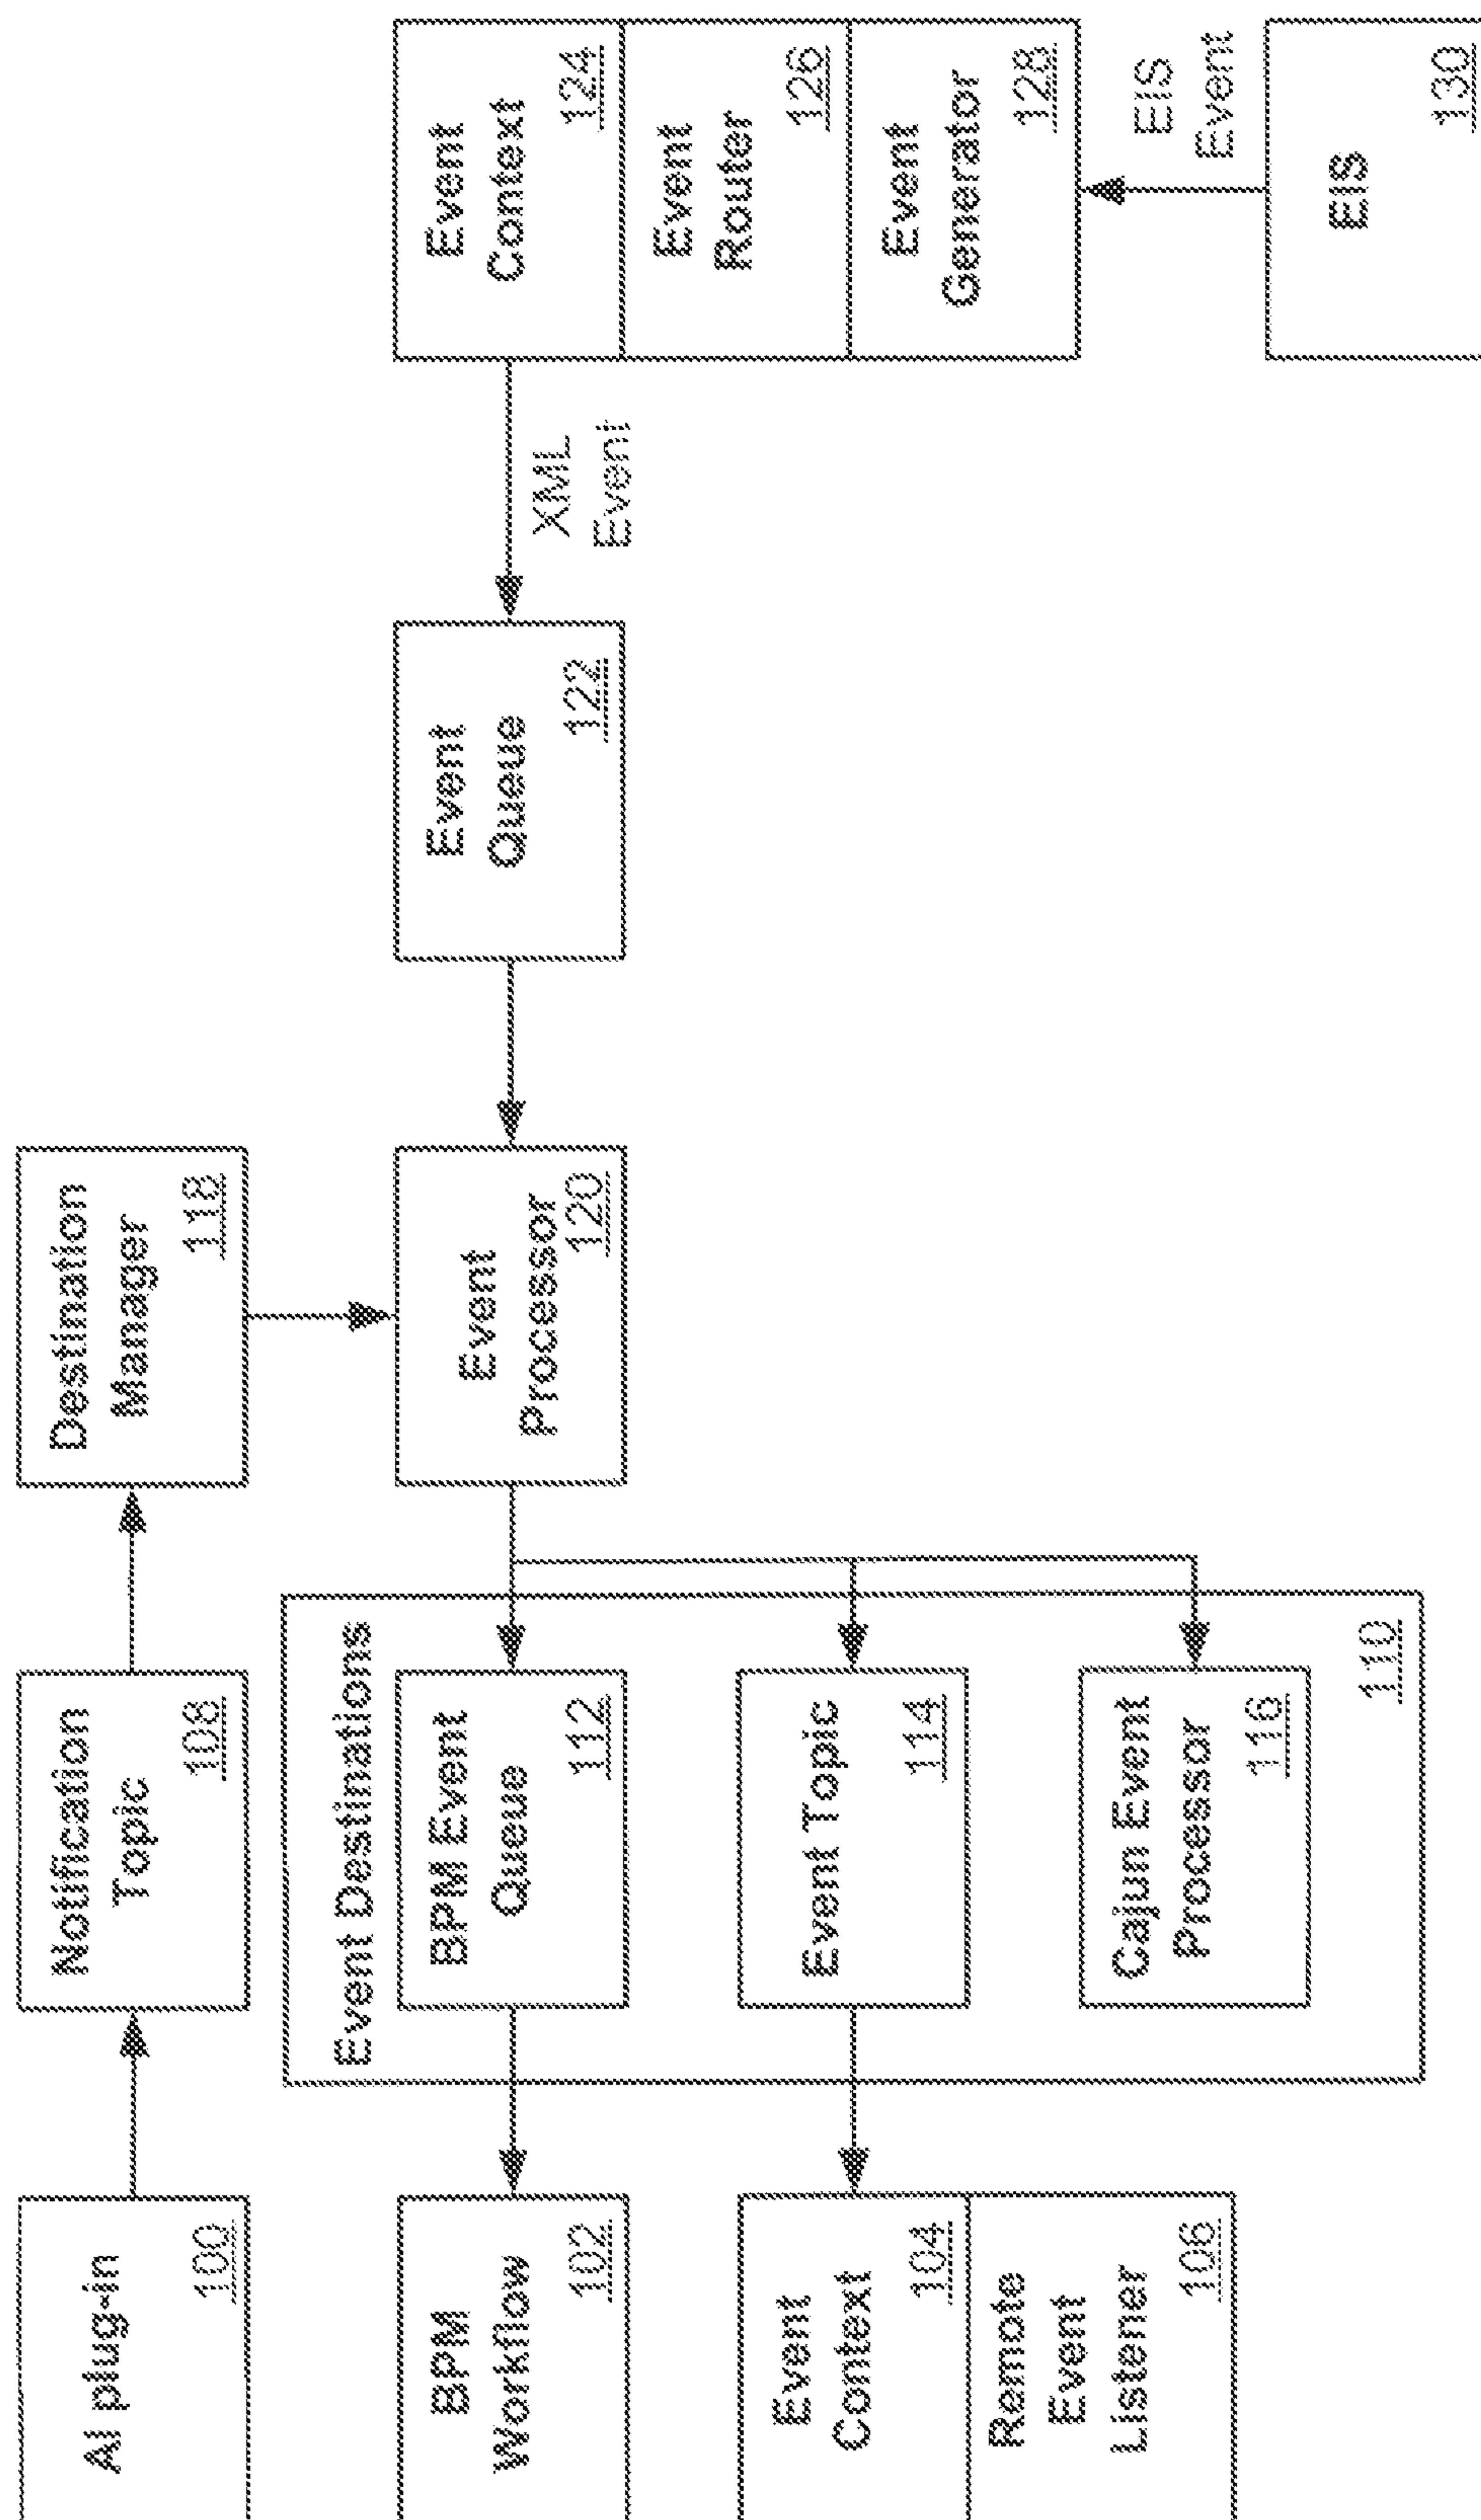 AI plug-in
100
Notification
Topic
108
Destination
Manager
118
BPM
Workflow
102
Event Destinations
BPM Event
Queue
112
Event
Processor
120
Event
Queue
122
XML
Event
Event
Context
124
Event
Router
126
Event
Generator
128
Event
Context
104
Remote
Event
Listener
106
Event Topic
114
Cajun Event
Processor
116
110
EIS
Event
EIS
130